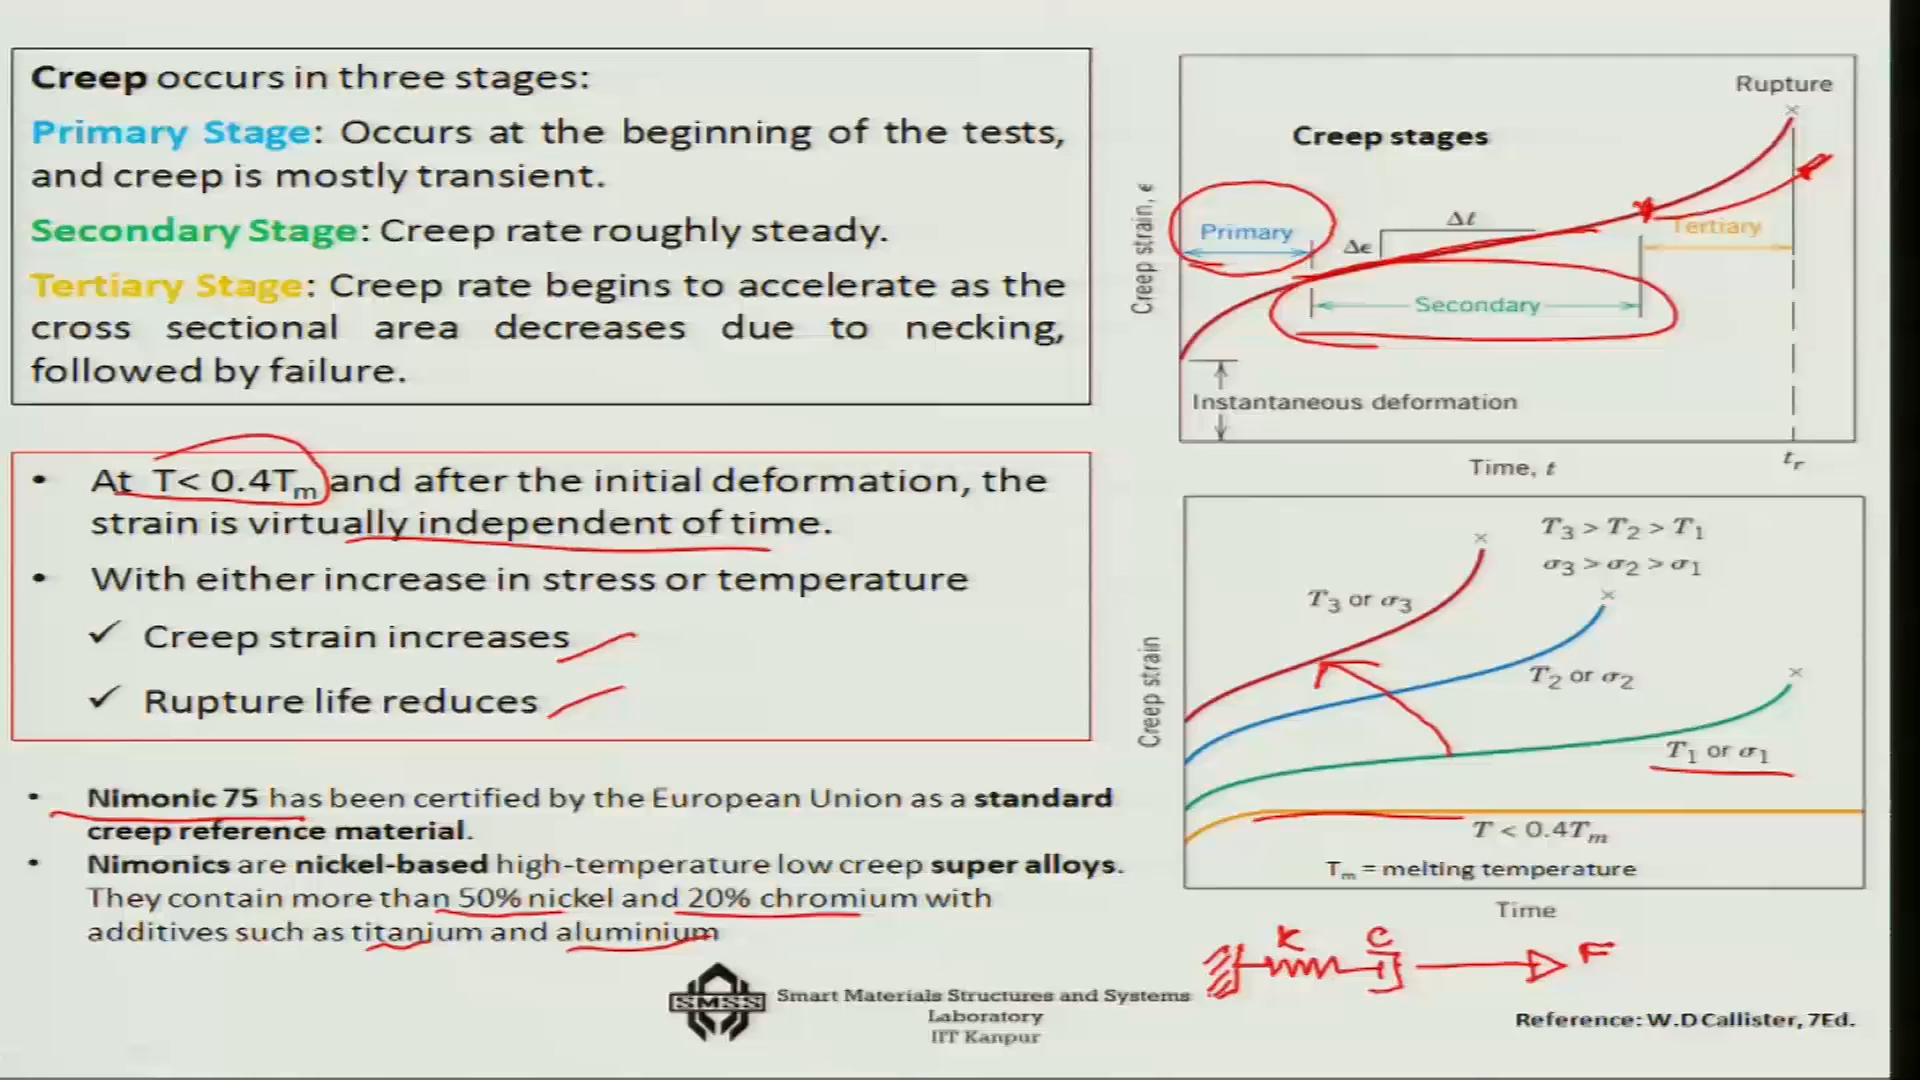 Creep occurs in three stages:
Primary Stage: Occurs at the beginning of the tests,
and creep is mostly transient.
Secondary Stage: Creep rate roughly steady.
Tertiary Stage: Creep rate begins to accelerate as the
cross sectional area decreases due to necking,
followed by failure.
• At T< 0.4Tm and after the initial deformation, the
strain is virtually independent of time.
• With either increase in stress or temperature
✓ Creep strain increases
✓ Rupture life reduces
• Nimonic 75 has been certified by the European Union as a standard
creep reference material.
• Nimonics are nickel-based high-temperature low creep super alloys.
They contain more than 50% nickel and 20% chromium with
additives such as titanium and aluminium
Rupture
Creep stages
Creep strain, ϵ
Primary
Δϵ
Δt
Tertiary
Secondary
Instantaneous deformation
Time, t
tr
T3 > T2 > T1
σ3 > σ2 > σ1
T3 or σ3
T2 or σ2
T1 or σ1
Creep strain
T < 0.4Tm
Tm = melting temperature
Time
K C F
SMSS
Smart Materials Structures and Systems
Laboratory
IIT Kanpur
Reference: W.D Callister, 7Ed.